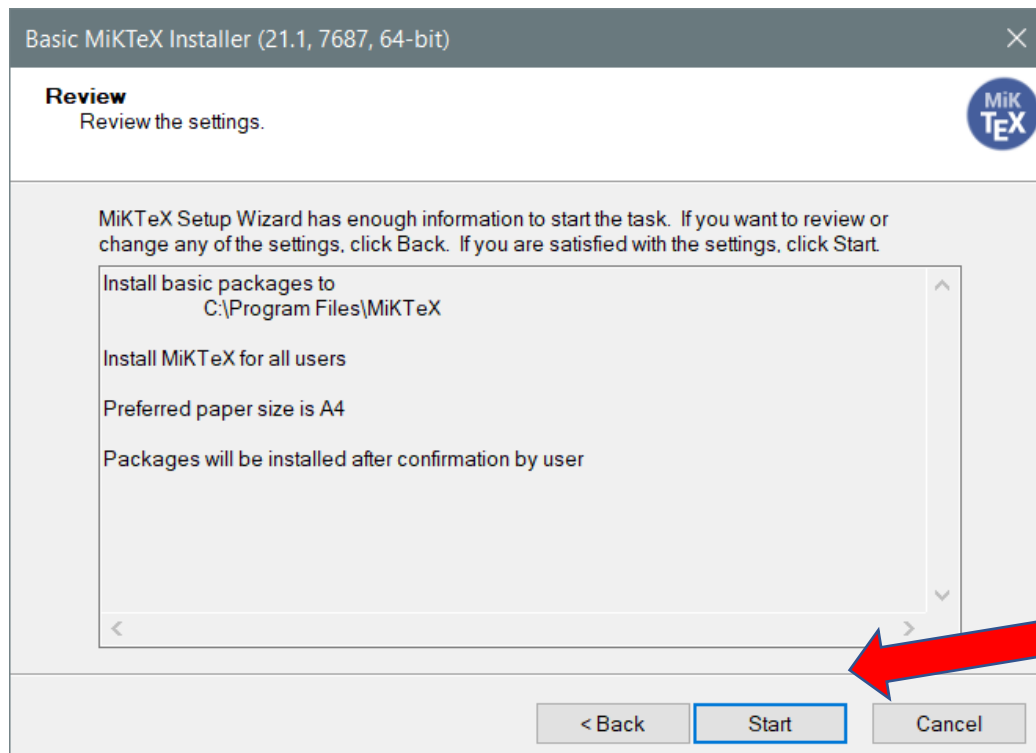 Basic MiKTeX Installer (21.1, 7687, 64-bit)
Review
Review the settings.
MiK
TEX
MiKTeX Setup Wizard has enough information to start the task. If you want to review or
change any of the settings, click Back. If you are satisfied with the settings, click Start.
Install basic packages to
C:\Program Files\MiKTeX
Install MiKTeX for all users
Preferred paper size is A4
Packages will be installed after confirmation by user
< Back Start Cancel